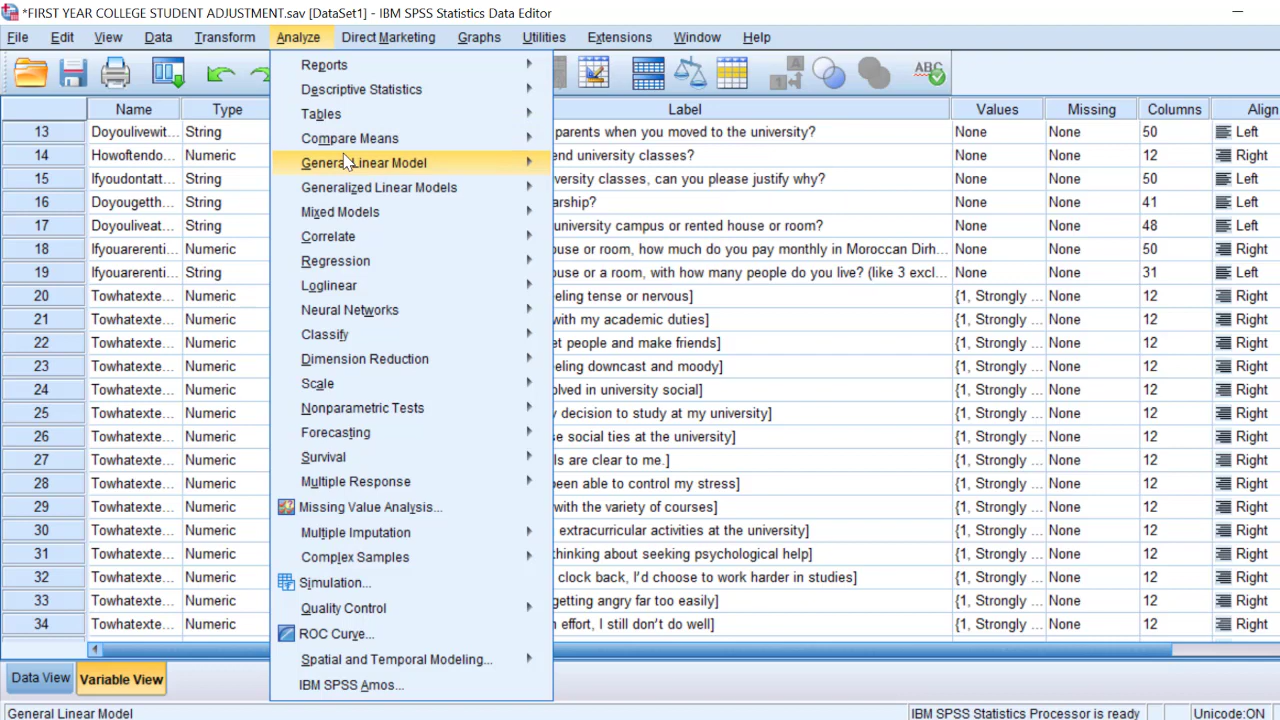 *FIRST YEAR COLLEGE STUDENT ADJUSTMENT.sav [DataSet1] - IBM SPSS Statistics Data Editor
File Edit View Data Transform Analyze Direct Marketing Graphs Utilities Extensions Window Help
Name Type Label Values Missing Columns Align
13 Doyoulivewit... String parents when you moved to the university? None None 50 Left
14 Howoftendo... Numeric end university classes? None None 12 Right
15 Ifyoudontatt... String versity classes, can you please justify why? None None 50 Left
16 Doyougetth... String arship? None None 41 Left
17 Doyouliveat... String university campus or rented house or room? None None 48 Left
18 Ifyouarenti... Numeric ouse or room, how much do you pay monthly in Moroccan Dirh... None None 50 Right
19 Ifyouarenti... String ouse or a room, with how many people do you live? (like 3 excl... None None 31 Left
20 Towhatexte... Numeric eling tense or nervous] {1, Strongly ... None 12 Right
21 Towhatexte... Numeric with my academic duties] {1, Strongly ... None 12 Right
22 Towhatexte... Numeric et people and make friends] {1, Strongly ... None 12 Right
23 Towhatexte... Numeric eling downcast and moody] {1, Strongly ... None 12 Right
24 Towhatexte... Numeric olved in university social] {1, Strongly ... None 12 Right
25 Towhatexte... Numeric y decision to study at my university] {1, Strongly ... None 12 Right
26 Towhatexte... Numeric se social ties at the university] {1, Strongly ... None 12 Right
27 Towhatexte... Numeric ls are clear to me.] {1, Strongly ... None 12 Right
28 Towhatexte... Numeric een able to control my stress] {1, Strongly ... None 12 Right
29 Towhatexte... Numeric with the variety of courses] {1, Strongly ... None 12 Right
30 Towhatexte... Numeric extracurricular activities at the university] {1, Strongly ... None 12 Right
31 Towhatexte... Numeric thinking about seeking psychological help] {1, Strongly ... None 12 Right
32 Towhatexte... Numeric clock back, I'd choose to work harder in studies] {1, Strongly ... None 12 Right
33 Towhatexte... Numeric getting angry far too easily] {1, Strongly ... None 12 Right
34 Towhatexte... Numeric n effort, I still don't do well] {1, Strongly ... None 12 Right
Reports
Descriptive Statistics
Tables
Compare Means
General Linear Model
Generalized Linear Models
Mixed Models
Correlate
Regression
Loglinear
Neural Networks
Classify
Dimension Reduction
Scale
Nonparametric Tests
Forecasting
Survival
Multiple Response
Missing Value Analysis...
Multiple Imputation
Complex Samples
Simulation...
Quality Control
ROC Curve...
Spatial and Temporal Modeling...
IBM SPSS Amos...
Data View Variable View
General Linear Model IBM SPSS Statistics Processor is ready Unicode:ON
A
ABC